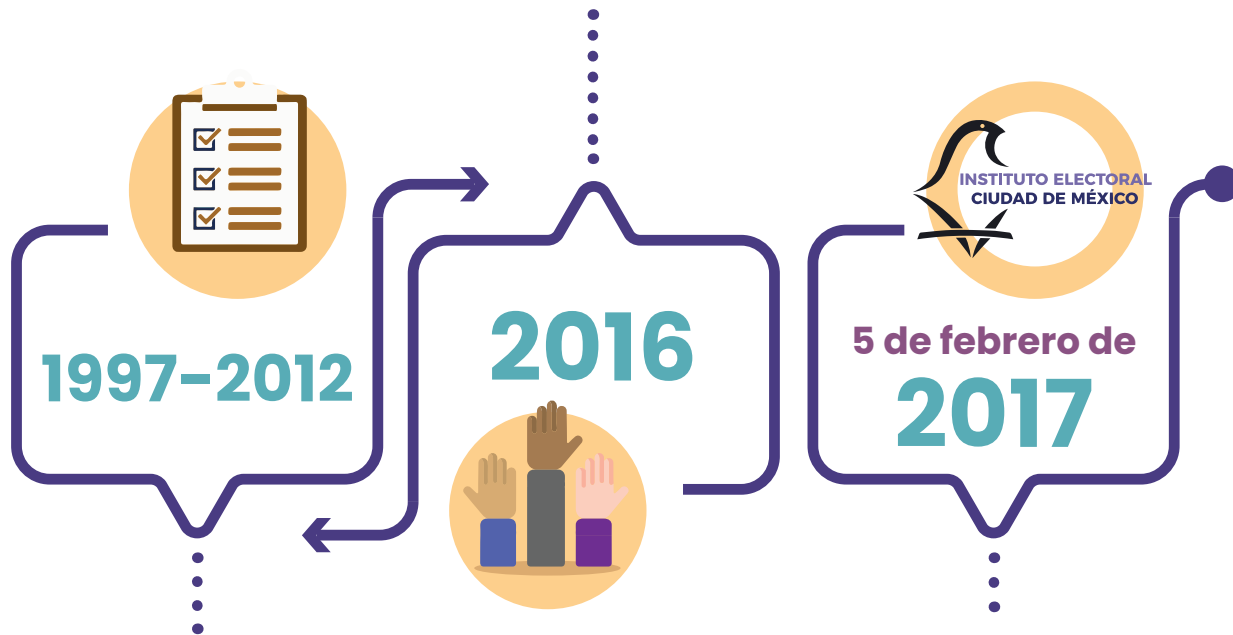 1997-2012
2016
INSTITUTO ELECTORAL
CIUDAD DE MÉXICO
5 de febrero de
2017